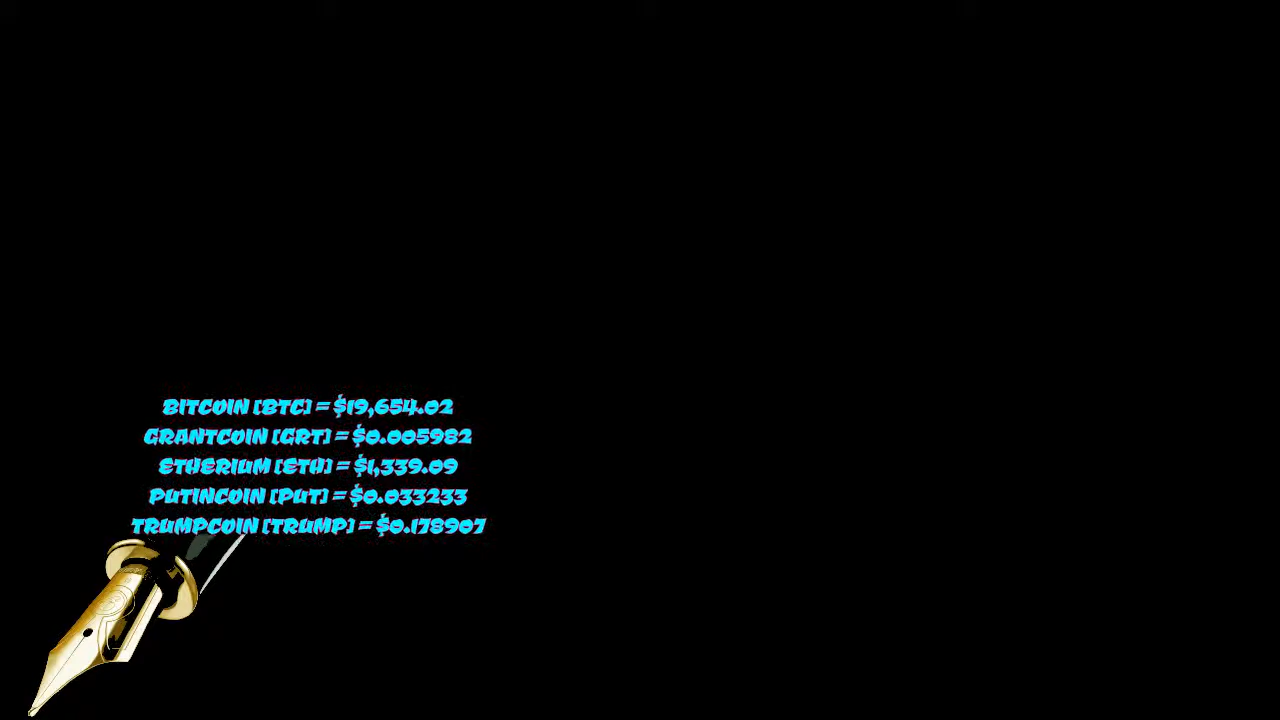 BITCOIN [BTC] = $19,654.02
GRANTCOIN [GRT] = $0.005982
ETHERIUM [ETH] = $1,339.09
PUTINCOIN [PUT] = $0.033233
TRUMPCOIN [TRUMP] = $0.178907